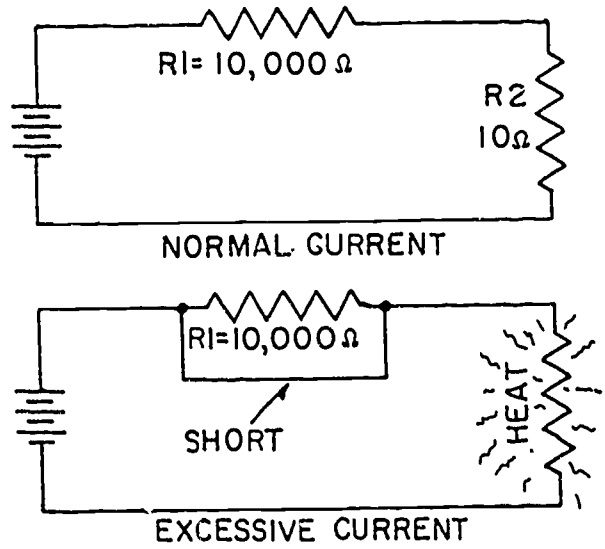 R1= 10,000 Ω
R2
10Ω
NORMAL CURRENT
R1=10,000 Ω
SHORT
HEAT
EXCESSIVE CURRENT